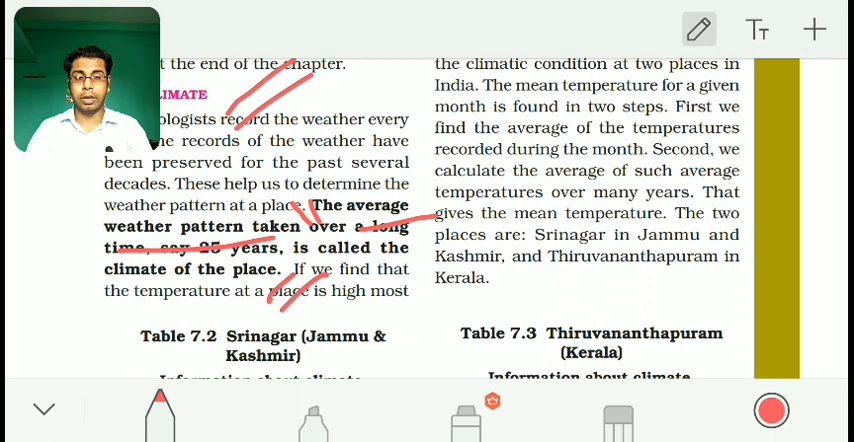 t the end of the chapter.
LIMATE
ologists record the weather every
he records of the weather have
been preserved for the past several
decades. These help us to determine the
weather pattern at a place. The average
weather pattern taken over a long
time, say 25 years, is called the
climate of the place. If we find that
the temperature at a place is high most
Table 7.2 Srinagar (Jammu &
Kashmir)
Information about climate
the climatic condition at two places in
India. The mean temperature for a given
month is found in two steps. First we
find the average of the temperatures
recorded during the month. Second, we
calculate the average of such average
temperatures over many years. That
gives the mean temperature. The two
places are: Srinagar in Jammu and
Kashmir, and Thiruvananthapuram in
Kerala.
Table 7.3 Thiruvananthapuram
(Kerala)
Information about climate
TT